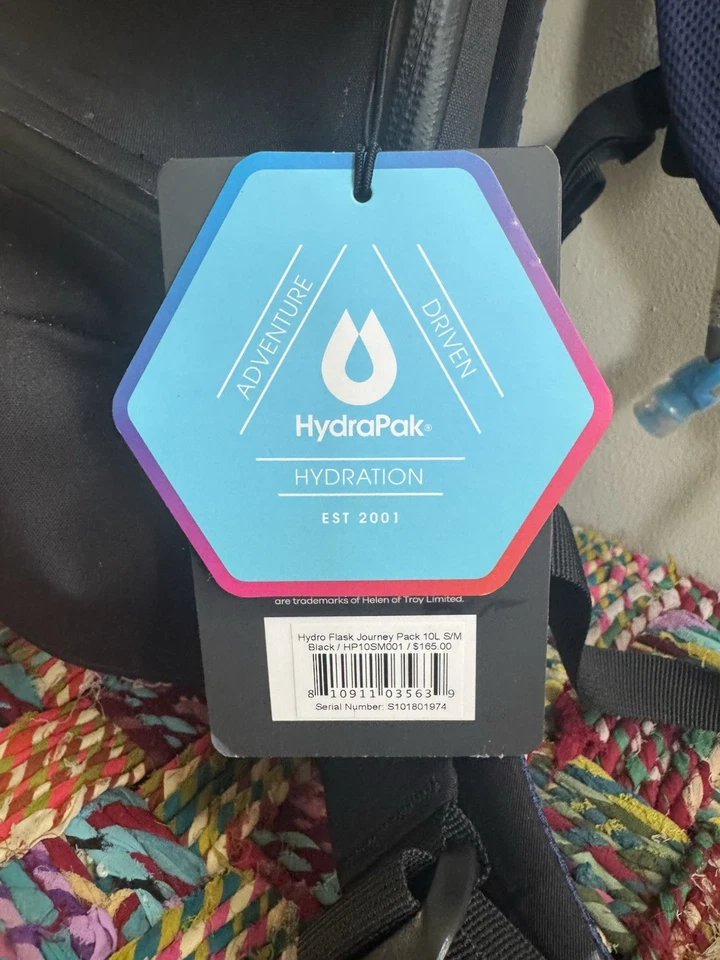 ADVENTURE
DRIVEN
HydraPak®
HYDRATION
EST 2001
are trademarks of Helen of Troy Limited.
Hydro Flask Journey Pack 10L S/M
Black / HP10SM001 / $165.00
8 10911 03563 9
Serial Number: S101801974